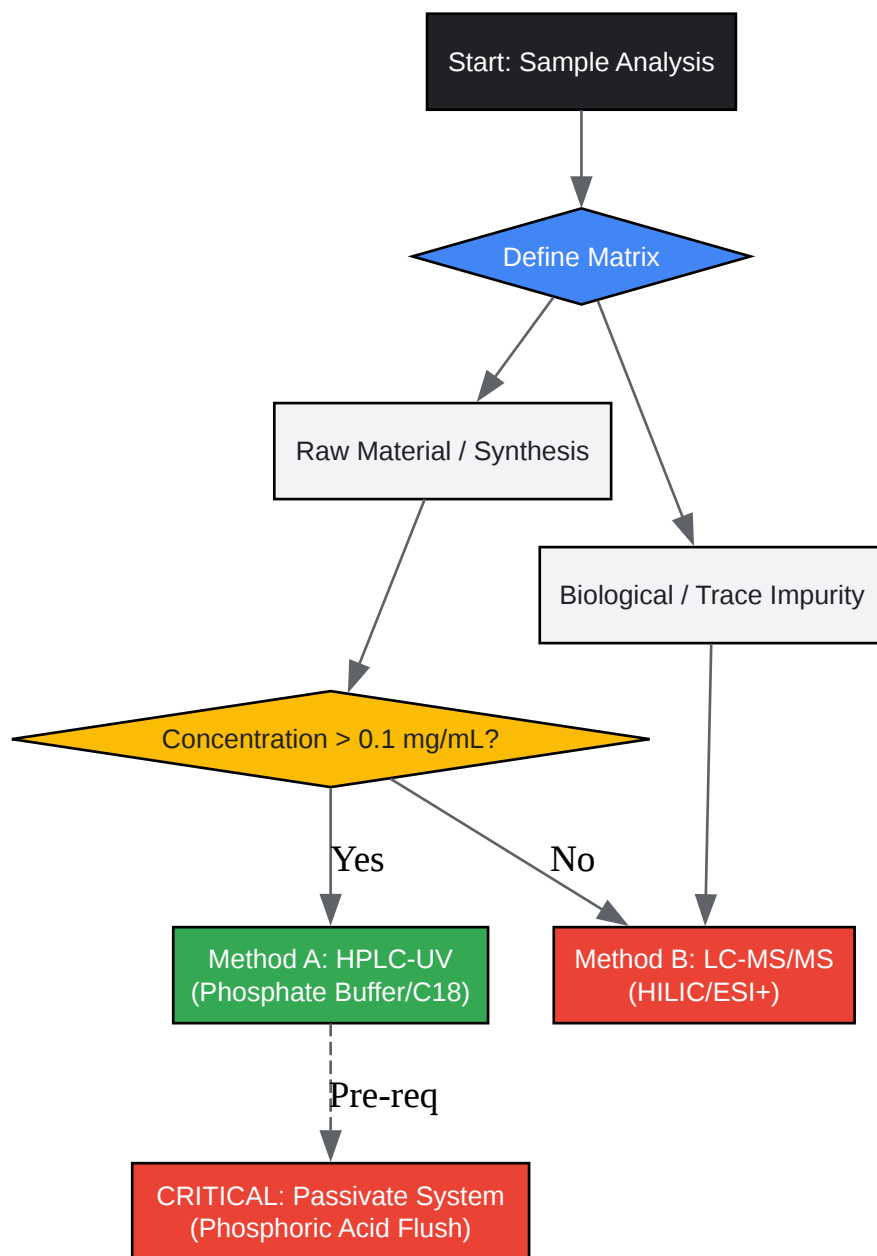 Start: Sample Analysis
Define Matrix
Raw Material / Synthesis
Biological / Trace Impurity
Concentration > 0.1 mg/mL?
Yes
No
Method A: HPLC-UV
(Phosphate Buffer/C18)
Method B: LC-MS/MS
(HILIC/ESI+)
Pre-req
CRITICAL: Passivate System
(Phosphoric Acid Flush)